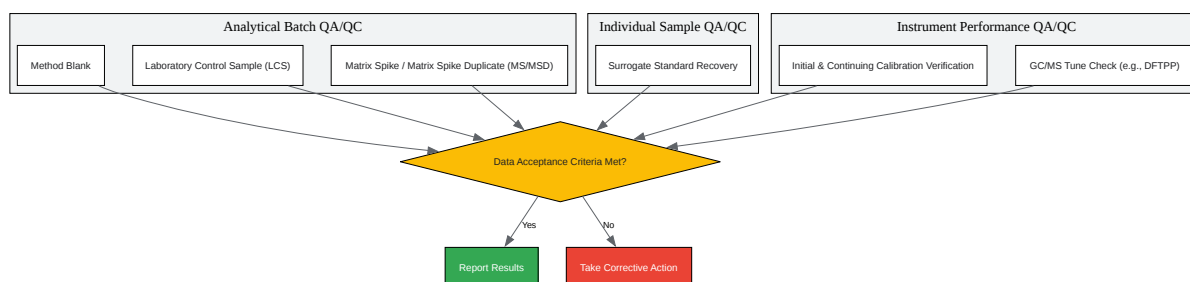 Analytical Batch QA/QC
Individual Sample QA/QC
Instrument Performance QA/QC
Method Blank
Laboratory Control Sample (LCS)
Matrix Spike / Matrix Spike Duplicate (MS/MSD)
Surrogate Standard Recovery
Initial & Continuing Calibration Verification
GC/MS Tune Check (e.g., DFTPP)
Data Acceptance Criteria Met?
Yes
No
Report Results
Take Corrective Action